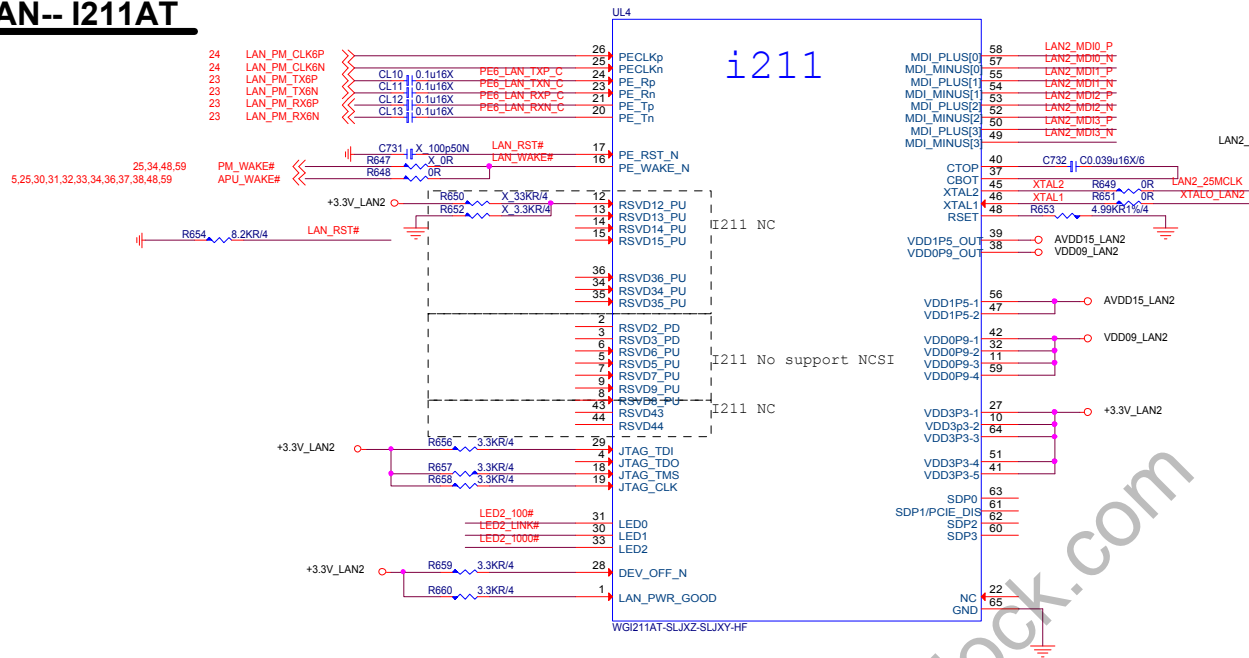 AN-- I211AT
UL4
i211
24 LAN_PM_CLK6P
24 LAN_PM_CLK6N
23 LAN_PM_TX6P
23 LAN_PM_TX6N
23 LAN_PM_RX6P
23 LAN_PM_RX6N
CL10 0.1u16X PE6_LAN_TXP_C
CL11 0.1u16X PE6_LAN_TXN_C
CL12 0.1u16X PE6_LAN_RXP_C
CL13 0.1u16X PE6_LAN_RXN_C
26 PECLKp
25 PECLKn
24 PE_Rp
23 PE_Rn
21 PE_Tp
20 PE_Tn
C731 X_100p50N LAN_RST# 17 PE_RST_N
25,34,48,59 PM_WAKE# R647 X_0R LAN_WAKE# 16 PE_WAKE_N
5,25,30,31,32,33,34,36,37,38,48,59 APU_WAKE# R648 0R
+3.3V_LAN2 R650 X_33KR/4 12 RSVD12_PU
R652 X_3.3KR/4 13 RSVD13_PU
14 RSVD14_PU
15 RSVD15_PU
I211 NC
R654 8.2KR/4 LAN_RST#
36 RSVD36_PU
34 RSVD34_PU
35 RSVD35_PU
2 RSVD2_PD
3 RSVD3_PD
6 RSVD6_PU
5 RSVD5_PU
7 RSVD7_PU
9 RSVD9_PU
8 RSVD8_PU
I211 No support NCSI
43 RSVD43
44 RSVD44
I211 NC
+3.3V_LAN2 R656 3.3KR/4 29 JTAG_TDI
4 JTAG_TDO
R657 3.3KR/4 18 JTAG_TMS
R658 3.3KR/4 19 JTAG_CLK
LED2_100# 31 LED0
LED2_LINK# 30 LED1
LED2_1000# 33 LED2
+3.3V_LAN2 R659 3.3KR/4 28 DEV_OFF_N
R660 3.3KR/4 1 LAN_PWR_GOOD
WGI211AT-SLJXZ-SLJXY-HF
MDI_PLUS[0] 58 LAN2_MDI0_P
MDI_MINUS[0] 57 LAN2_MDI0_N
MDI_PLUS[1] 55 LAN2_MDI1_P
MDI_MINUS[1] 54 LAN2_MDI1_N
MDI_PLUS[2] 53 LAN2_MDI2_P
MDI_MINUS[2] 52 LAN2_MDI2_N
MDI_PLUS[3] 50 LAN2_MDI3_P
MDI_MINUS[3] 49 LAN2_MDI3_N
LAN2_
CTOP 40 C732 C0.039u16X/6
CBOT 37
XTAL2 45 XTAL2 R649 0R LAN2_25MCLK
XTAL1 46 XTAL1 R651 0R XTALO_LAN2
RSET 48 R653 4.99KR1%/4
VDD1P5_OUT 39 AVDD15_LAN2
VDD0P9_OUT 38 VDD09_LAN2
VDD1P5-1 56 AVDD15_LAN2
VDD1P5-2 47
VDD0P9-1 42 VDD09_LAN2
VDD0P9-2 32
VDD0P9-3 11
VDD0P9-4 59
VDD3P3-1 27 +3.3V_LAN2
VDD3p3-2 10
VDD3P3-3 64
VDD3P3-4 51
VDD3P3-5 41
SDP0 63
SDP1/PCIE_DIS 61
SDP2 62
SDP3 60
NC 22
GND 65
ock.com